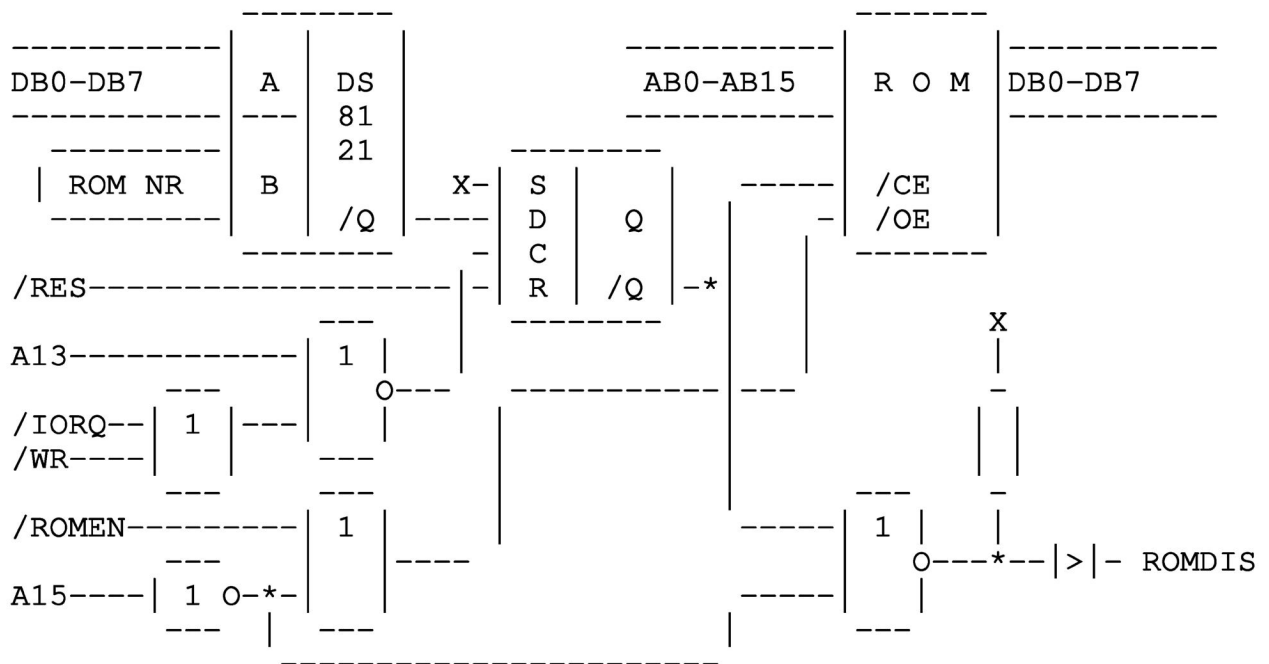 DB0-DB7 A DS AB0-AB15 R O M DB0-DB7
81
21
ROM NR B X- S /CE
/Q D Q /OE
C
/RES R /Q -*
X
A13 1
O
/IORQ 1
/WR
/ROMEN 1 1
O---*--|>|- ROMDIS
A15 1 O-*-